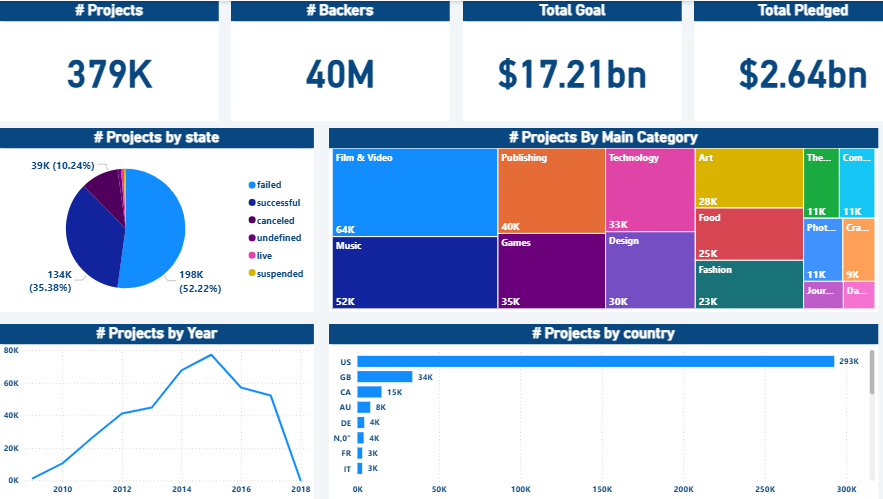 # Projects
# Backers
Total Goal
Total Pledged
379K
40M
$17.21bn
$2.64bn
# Projects by state
39K (10.24%)
134K
(35.38%)
198K
(52.22%)
failed
successful
canceled
undefined
live
suspended
# Projects By Main Category
Film & Video
64K
Music
52K
Publishing
40K
Games
35K
Technology
33K
Design
30K
Art
28K
Food
25K
Fashion
23K
The...
11K
Com...
11K
Phot...
11K
Cra...
9K
Jour...
Da...
# Projects by Year
80K
60K
40K
20K
0K
2010
2012
2014
2016
2018
# Projects by country
US
293K
GB
34K
CA
15K
AU
8K
DE
4K
N,0"
4K
FR
3K
IT
3K
0K
50K
100K
150K
200K
250K
300K